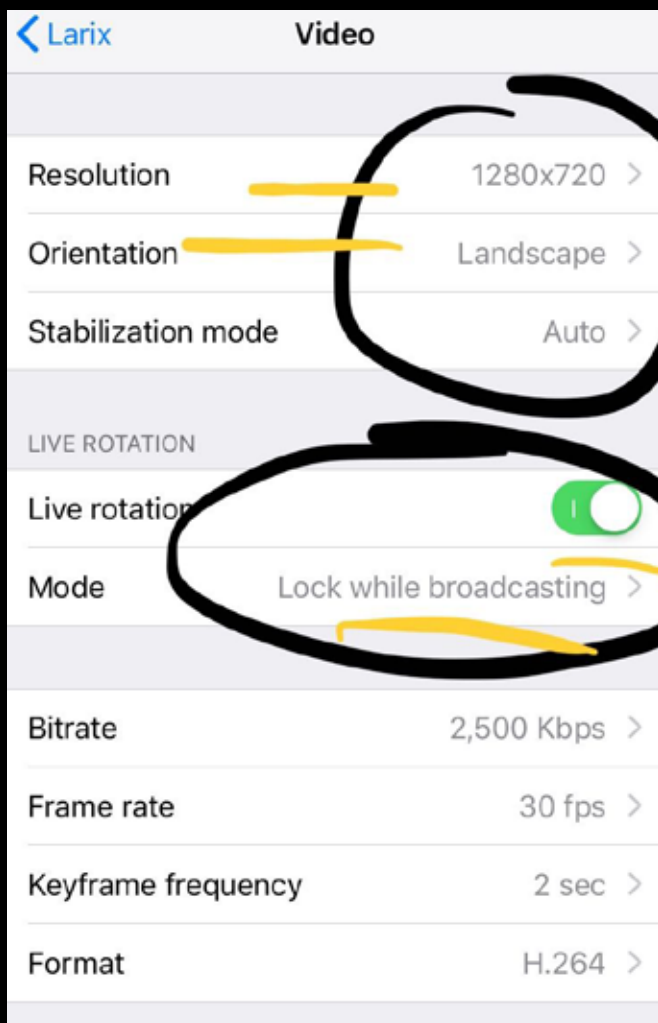 Larix Video
Resolution 1280x720
Orientation Landscape
Stabilization mode Auto
LIVE ROTATION
Live rotation
Mode Lock while broadcasting
Bitrate 2,500 Kbps
Frame rate 30 fps
Keyframe frequency 2 sec
Format H.264